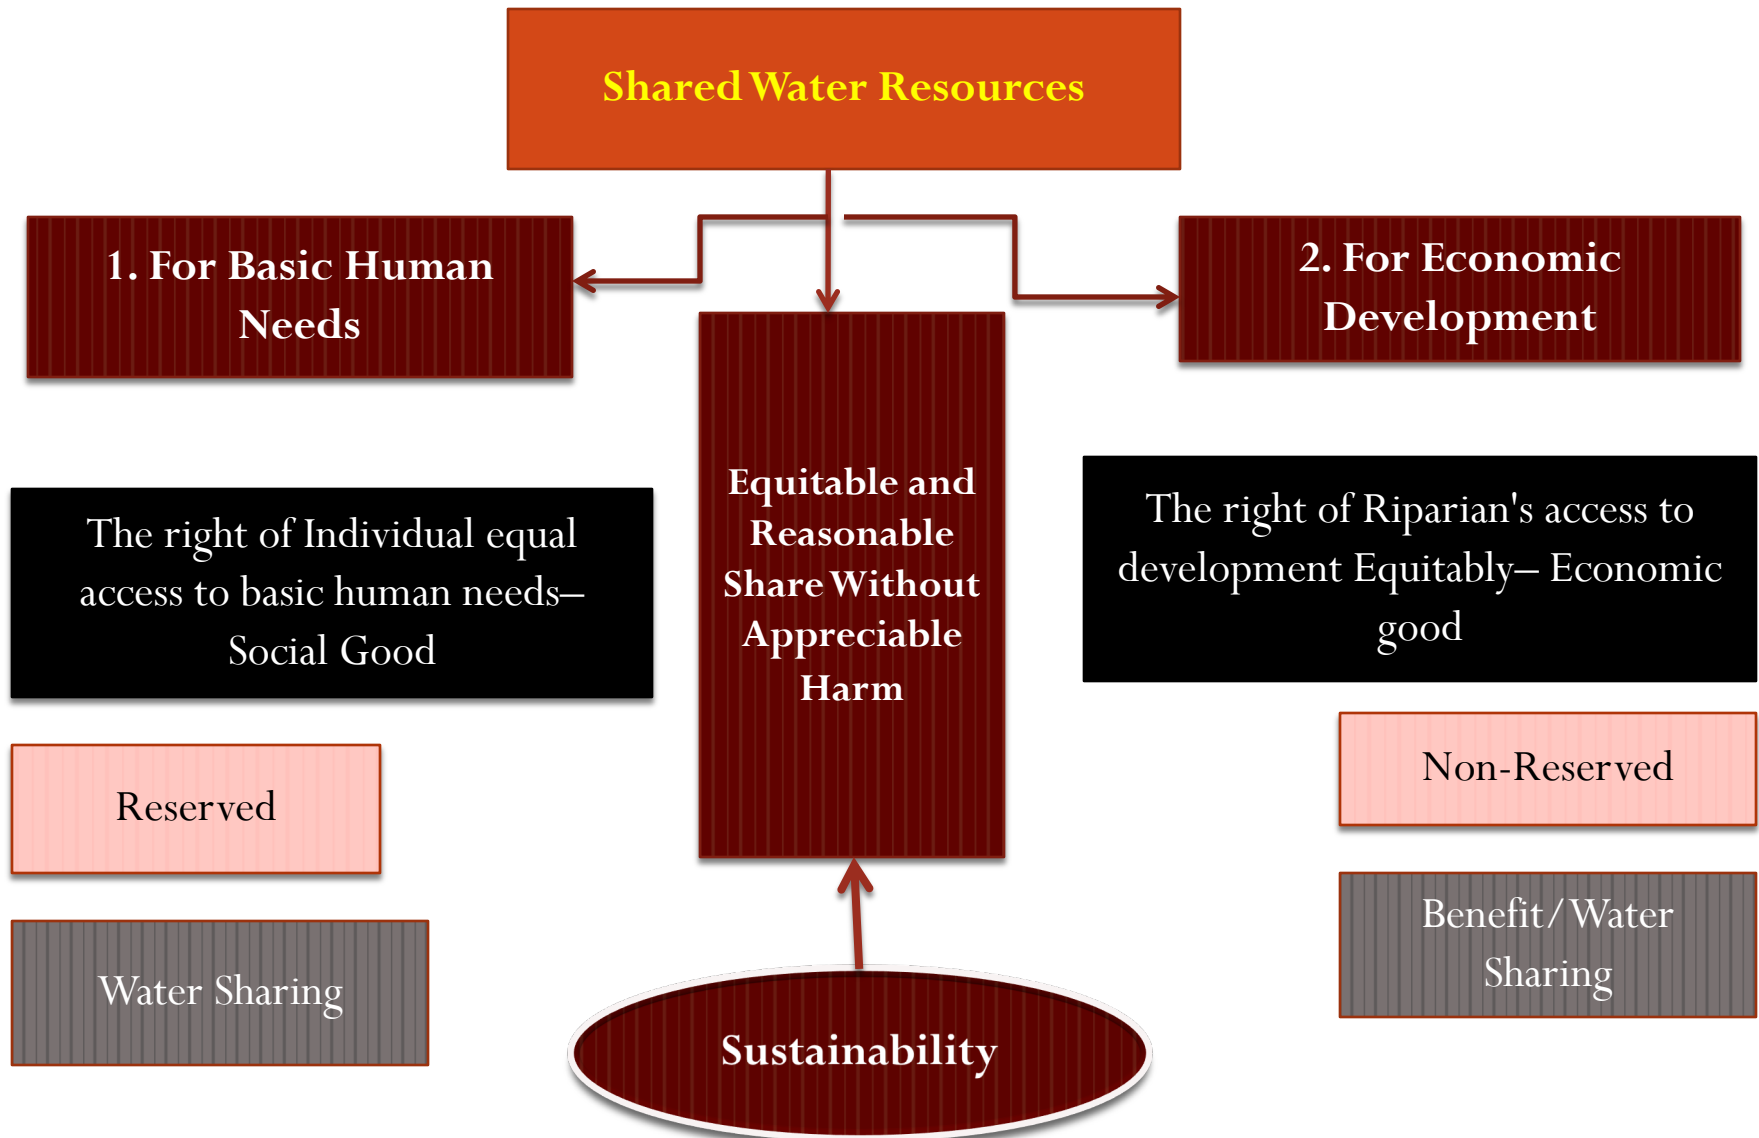 Shared Water Resources
1. For Basic Human
Needs
2. For Economic
Development
Equitable and
Reasonable
Share Without
Appreciable
Harm
The right of Individual equal
access to basic human needs–
Social Good
The right of Riparian's access to
development Equitably– Economic
good
Reserved
Non-Reserved
Water Sharing
Benefit/Water
Sharing
Sustainability